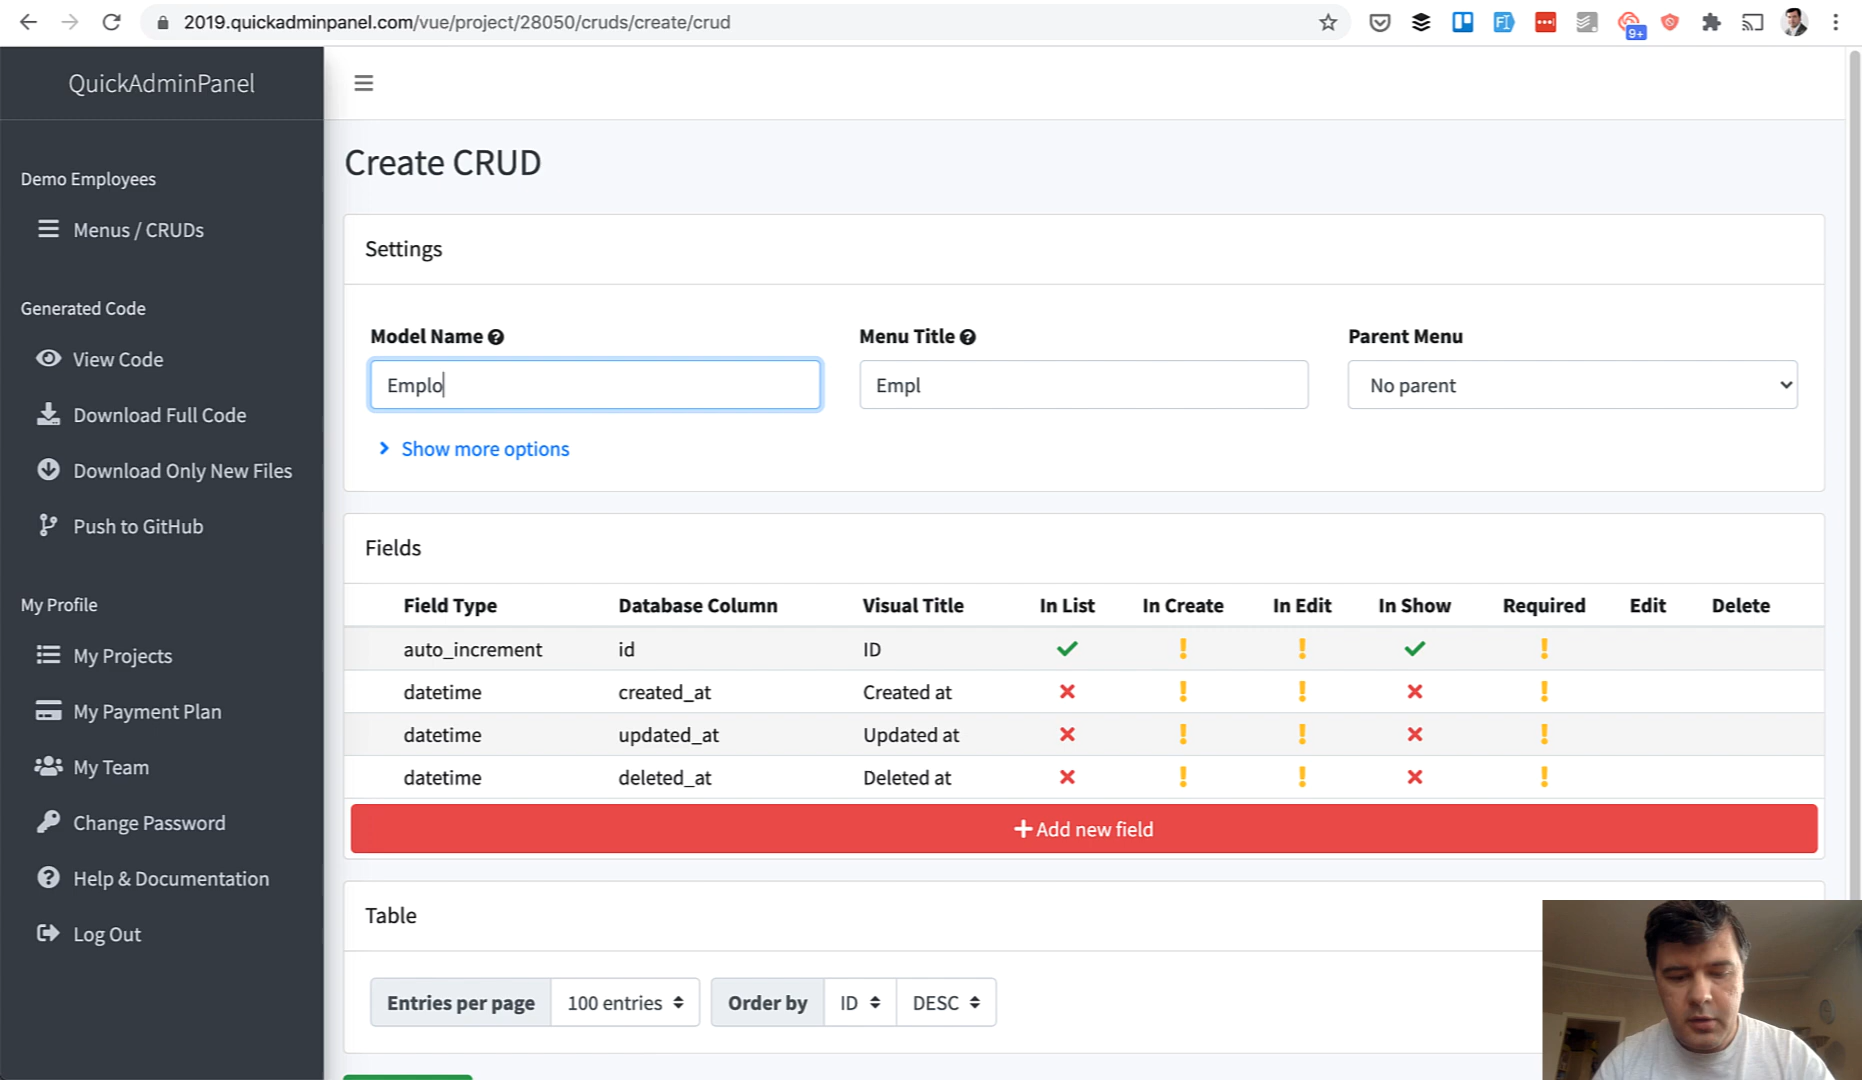 2019.quickadminpanel.com/vue/project/28050/cruds/create/crud
9+
QuickAdminPanel
Demo Employees
Menus / CRUDs
Generated Code
View Code
Download Full Code
Download Only New Files
Push to GitHub
My Profile
My Projects
My Payment Plan
My Team
Change Password
Help & Documentation
Log Out
Create CRUD
Settings
Model Name
Menu Title
Parent Menu
Emplo
Empl
No parent
Show more options
Fields
Field Type Database Column Visual Title In List In Create In Edit In Show Required Edit Delete
auto_increment id ID
datetime created_at Created at
datetime updated_at Updated at
datetime deleted_at Deleted at
Add new field
Table
Entries per page 100 entries Order by ID DESC